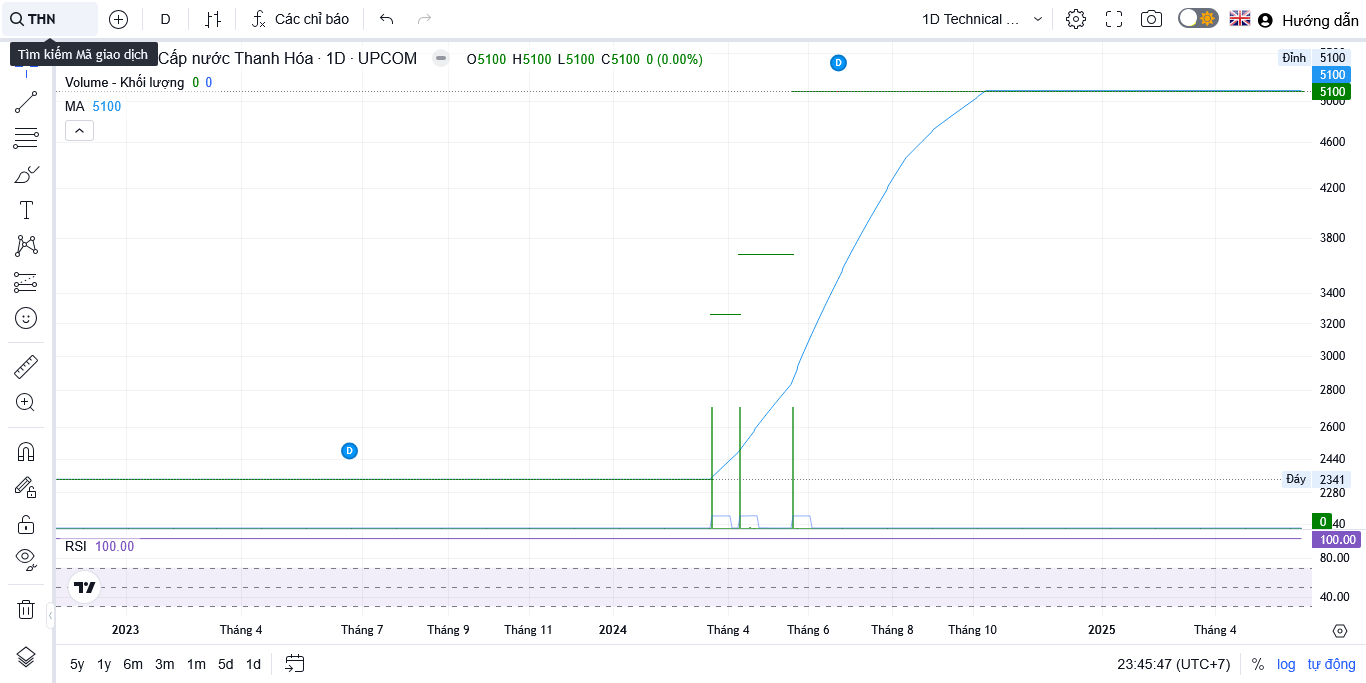 THN
D
Các chỉ báo
1D Technical ...
Hướng dẫn
Tìm kiếm Mã giao dịch
Cấp nước Thanh Hóa · 1D · UPCOM
O5100 H5100 L5100 C5100 0 (0.00%)
Volume - Khối lượng 0 0
MA 5100
D
D
Đỉnh 5100
5100
5100
5000
4600
4200
3800
3400
3200
3000
2800
2600
2440
Đáy 2341
2280
0
40
RSI 100.00
100.00
80.00
40.00
2023 Tháng 4 Tháng 7 Tháng 9 Tháng 11 2024 Tháng 4 Tháng 6 Tháng 8 Tháng 10 2025 Tháng 4
5y 1y 6m 3m 1m 5d 1d
23:45:47 (UTC+7) % log tự động